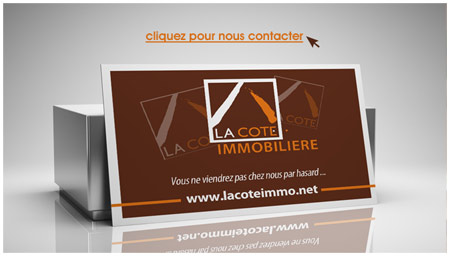 cliquez pour nous contacter
LA COTE
IMMOBILIERE
Vous ne viendrez pas chez nous par hasard ...
www.lacoteimmo.net